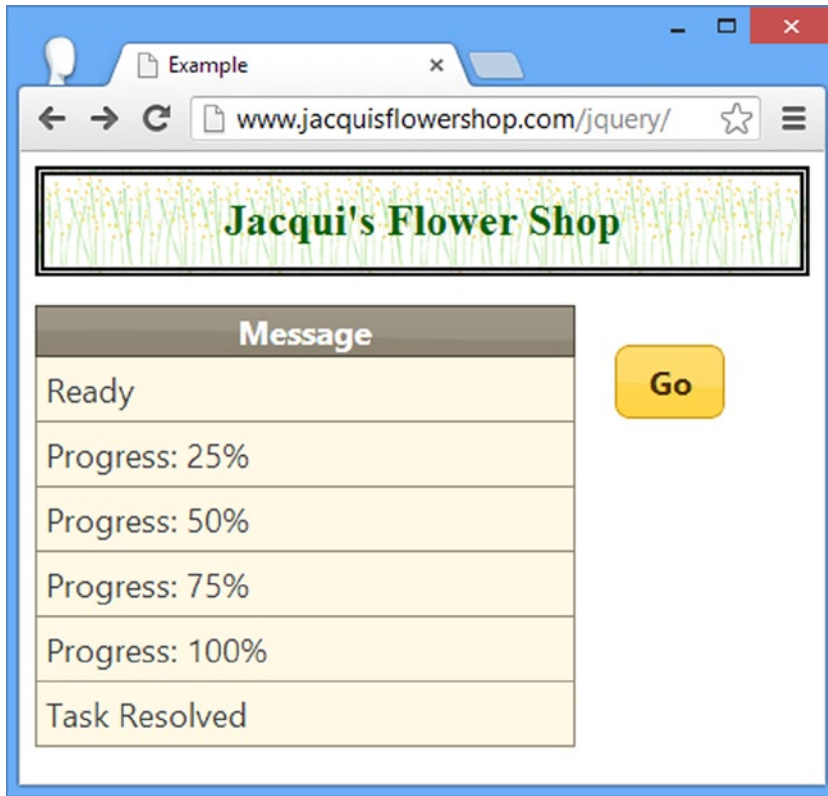 Example
www.jacquisflowershop.com/jquery/
Jacqui's Flower Shop
Message
Go
Ready
Progress: 25%
Progress: 50%
Progress: 75%
Progress: 100%
Task Resolved